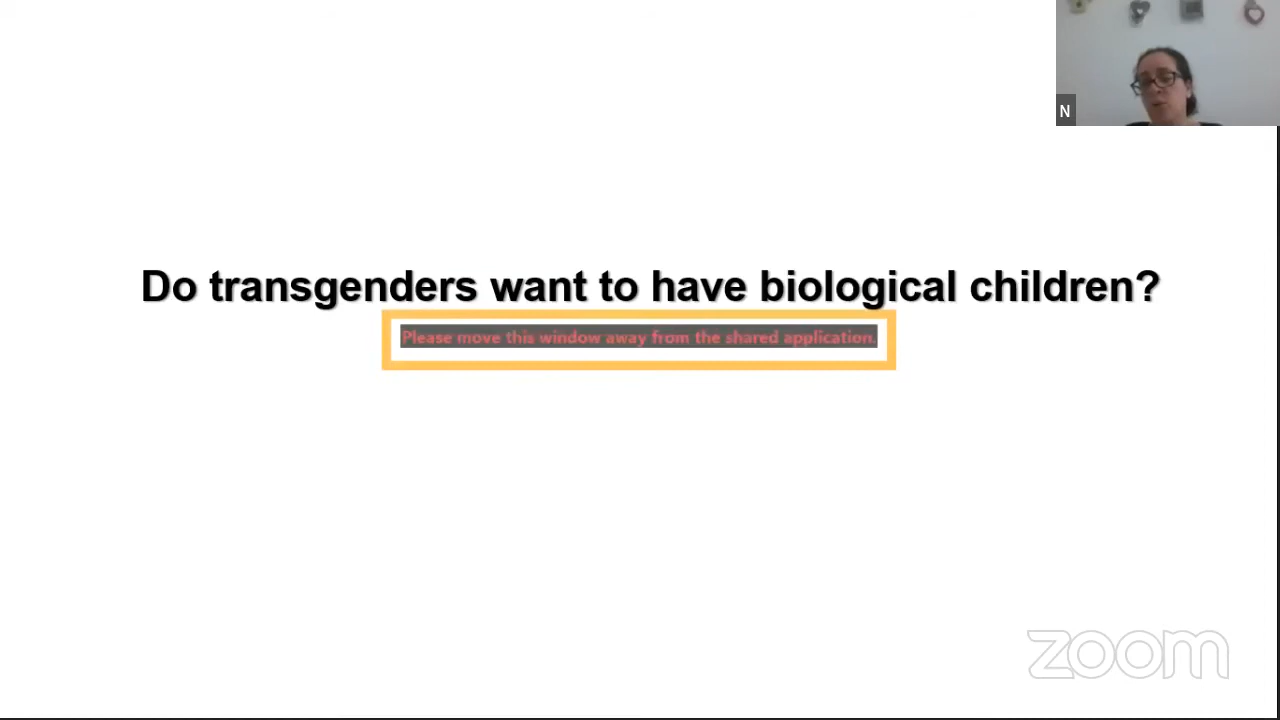 N
Do transgenders want to have biological children?
Please move this window away from the shared application.
zoom